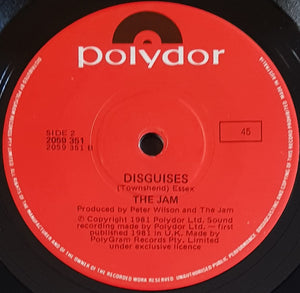 polydor
SIDE 2
2059 351
2059 351 B
45
DISGUISES
(Townshend) Essex
THE JAM
Produced by Peter Wilson and The Jam
© Copyright 1981 Polydor Ltd. Sound
recording made by Polydor Ltd. - first
published 1981 in U.K. Made by
PolyGram Records Pty. Limited
under exclusive licence